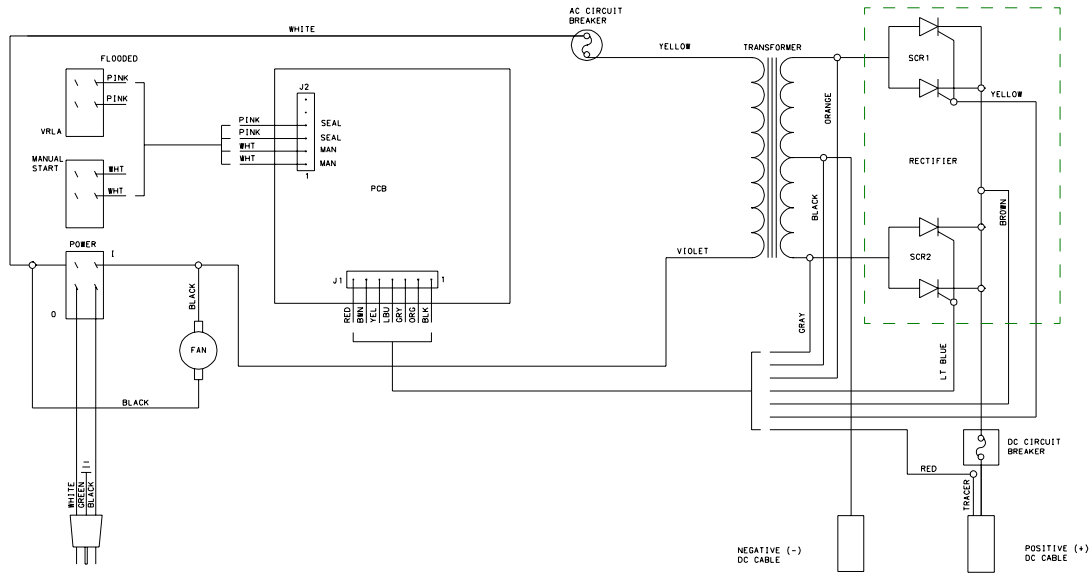 AC CIRCUIT
BREAKER
WHITE
YELLOW
TRANSFORMER
FLOODED
PINK
PINK
VRLA
MANUAL
START
WHT
WHT
J2
PINK
PINK
WHT
WHT
SEAL
SEAL
MAN
MAN
1
PCB
ORANGE
BLACK
SCR1
YELLOW
RECTIFIER
BROWN
SCR2
POWER
I
O
VIOLET
BLACK
J1
1
RED
BWN
YEL
LBU
GRY
ORG
BLK
FAN
GRAY
LT BLUE
BLACK
DC CIRCUIT
BREAKER
RED
TRACER
WHITE
GREEN
BLACK
NEGATIVE (-)
DC CABLE
POSITIVE (+)
DC CABLE